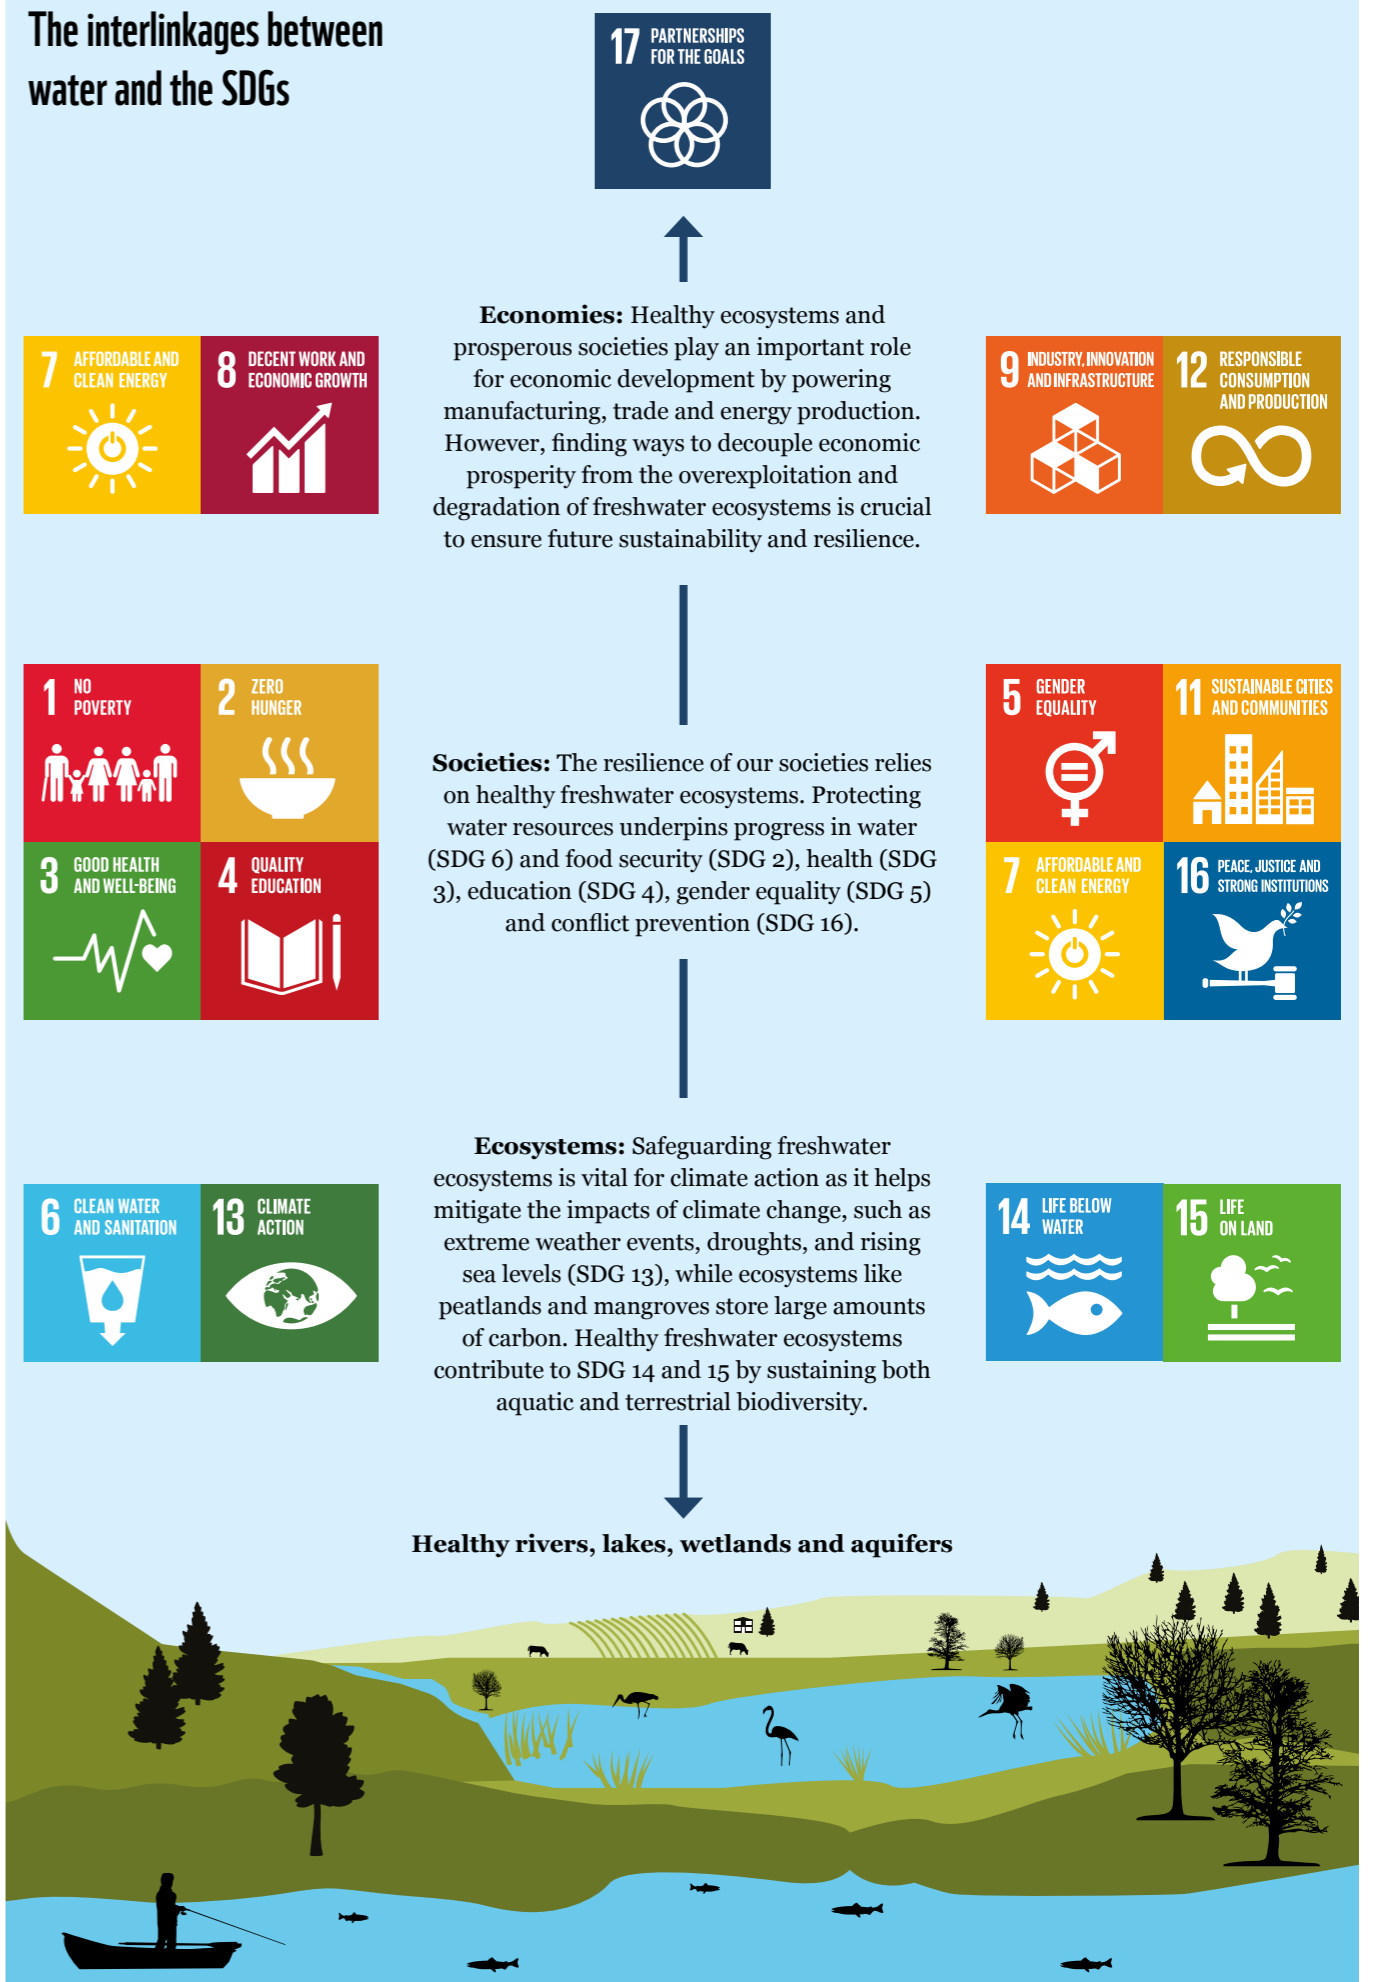 The interlinkages between
water and the SDGs
17 PARTNERSHIPS
FOR THE GOALS
Economies: Healthy ecosystems and
prosperous societies play an important role
for economic development by powering
manufacturing, trade and energy production.
However, finding ways to decouple economic
prosperity from the overexploitation and
degradation of freshwater ecosystems is crucial
to ensure future sustainability and resilience.
7 AFFORDABLE AND
CLEAN ENERGY
8 DECENT WORK AND
ECONOMIC GROWTH
9 INDUSTRY, INNOVATION
AND INFRASTRUCTURE
12 RESPONSIBLE
CONSUMPTION
AND PRODUCTION
1 NO
POVERTY
2 ZERO
HUNGER
3 GOOD HEALTH
AND WELL-BEING
4 QUALITY
EDUCATION
Societies: The resilience of our societies relies
on healthy freshwater ecosystems. Protecting
water resources underpins progress in water
(SDG 6) and food security (SDG 2), health (SDG
3), education (SDG 4), gender equality (SDG 5)
and conflict prevention (SDG 16).
5 GENDER
EQUALITY
11 SUSTAINABLE CITIES
AND COMMUNITIES
7 AFFORDABLE AND
CLEAN ENERGY
16 PEACE, JUSTICE AND
STRONG INSTITUTIONS
6 CLEAN WATER
AND SANITATION
13 CLIMATE
ACTION
Ecosystems: Safeguarding freshwater
ecosystems is vital for climate action as it helps
mitigate the impacts of climate change, such as
extreme weather events, droughts, and rising
sea levels (SDG 13), while ecosystems like
peatlands and mangroves store large amounts
of carbon. Healthy freshwater ecosystems
contribute to SDG 14 and 15 by sustaining both
aquatic and terrestrial biodiversity.
14 LIFE BELOW
WATER
15 LIFE
ON LAND
Healthy rivers, lakes, wetlands and aquifers